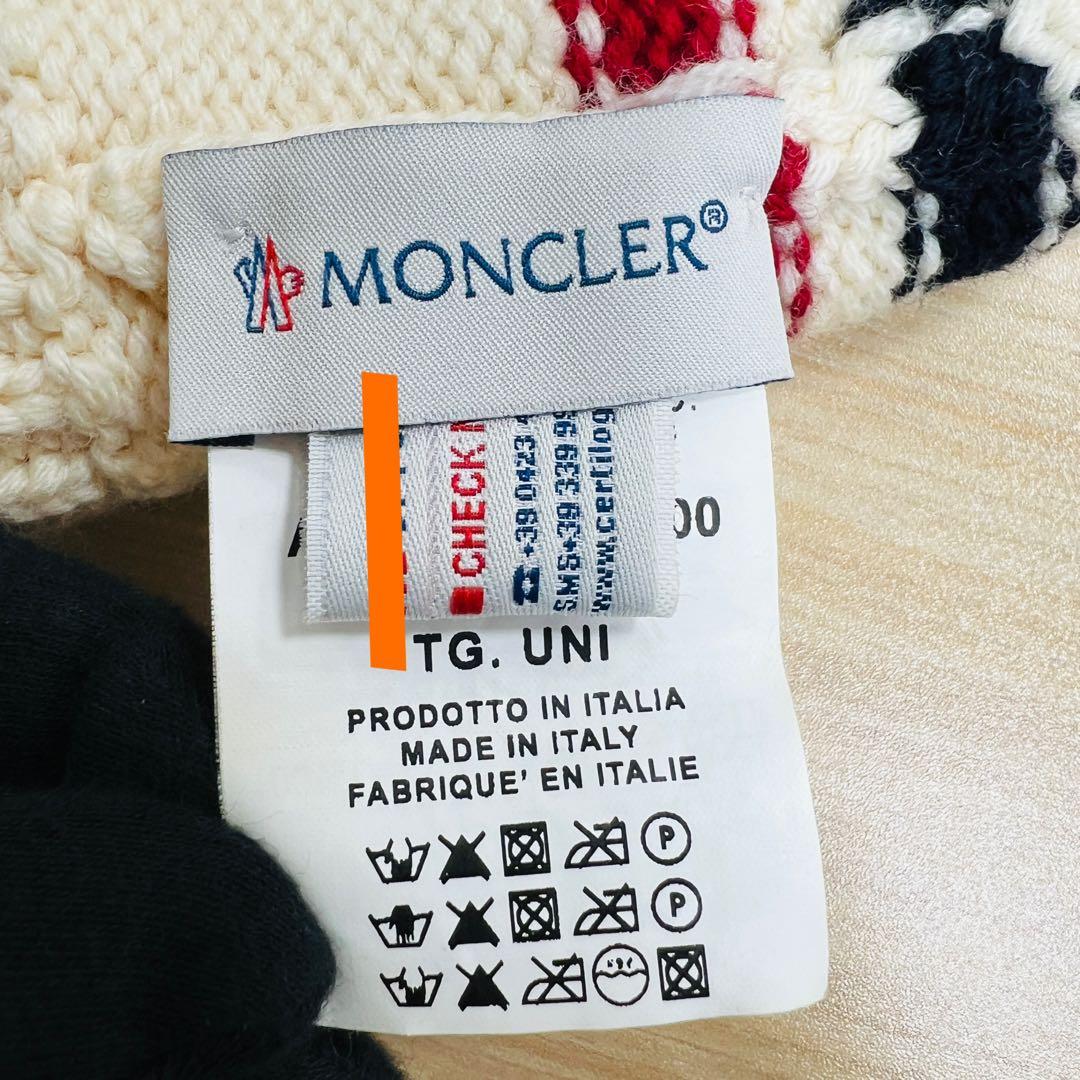 MONCLER®
CHECK
+39 0423
SMS+39 339 99
www.certilog
00
TG. UNI
PRODOTTO IN ITALIA
MADE IN ITALY
FABRIQUE' EN ITALIE
P
P